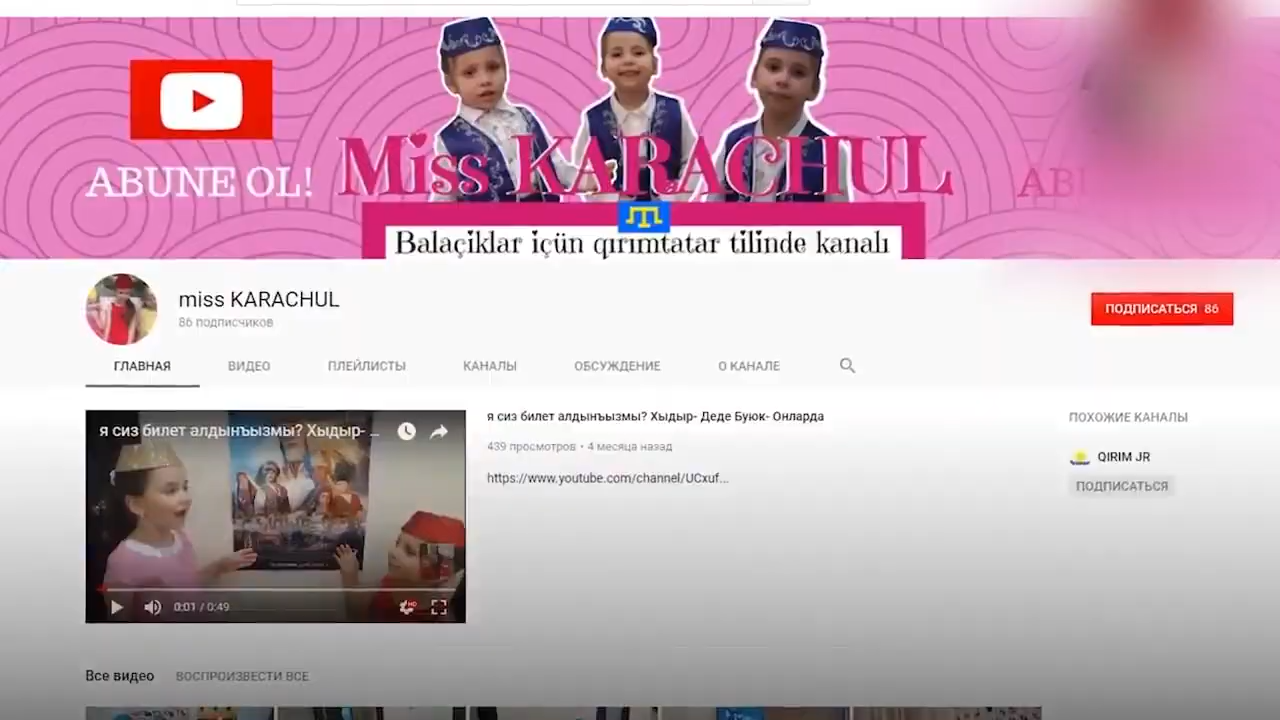 ABUNE OL!
Miss KARACHUL
AB
Balaçiklar içün qırımtatar tilinde kanalı
miss KARACHUL
86 подписчиков
ПОДПИСАТЬСЯ 86
ГЛАВНАЯ
ВИДЕО
ПЛЕЙЛИСТЫ
КАНАЛЫ
ОБСУЖДЕНИЕ
О КАНАЛЕ
я сиз билет алдынъызмы? Хыдыр- ...
0:01 / 0:49
HD
я сиз билет алдынъызмы? Хыдыр- Деде Буюк- Онларда
439 просмотров • 4 месяца назад
https://www.youtube.com/channel/UCxuf...
ПОХОЖИЕ КАНАЛЫ
QIRIM JR
ПОДПИСАТЬСЯ
Все видео
ВОСПРОИЗВЕСТИ ВСЕ